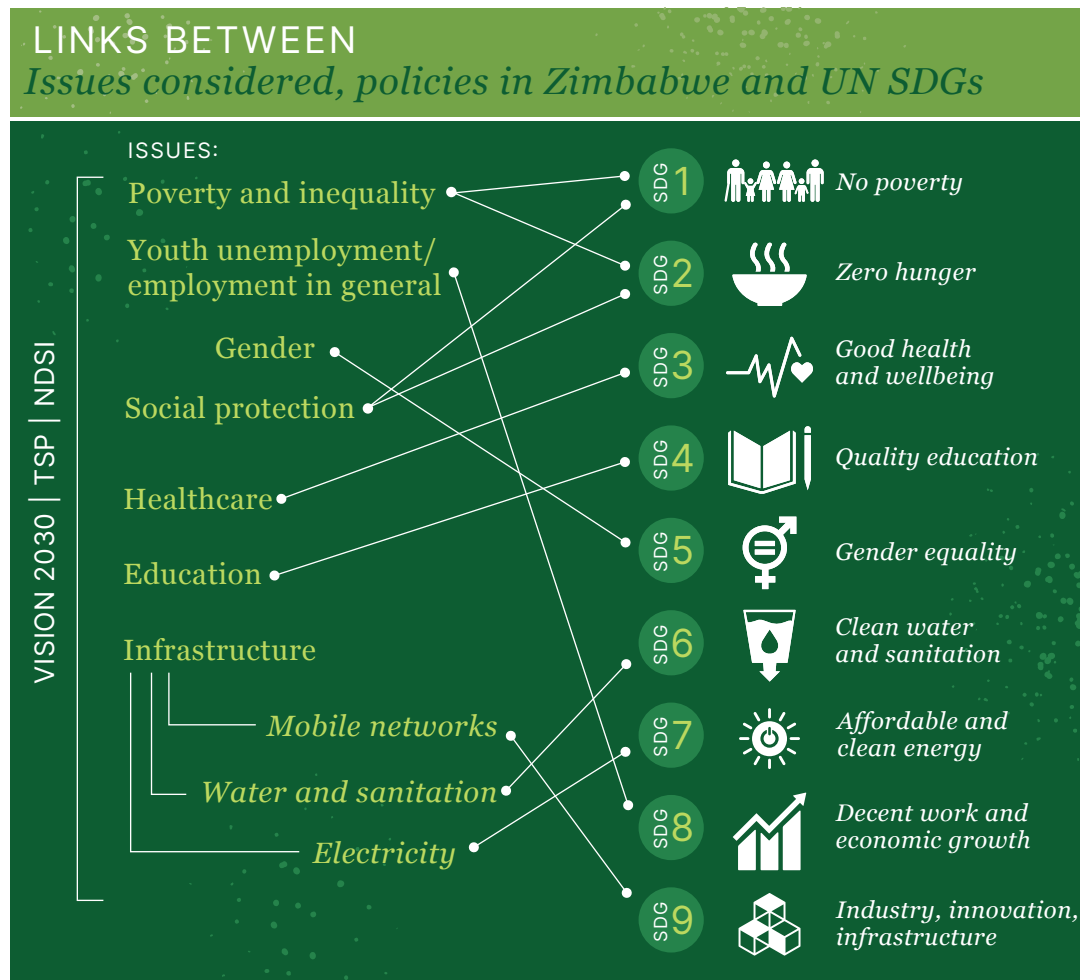 LINKS BETWEEN
Issues considered, policies in Zimbabwe and UN SDGs
ISSUES:
VISION 2030 | TSP | NDSI
Poverty and inequality
Youth unemployment/
employment in general
Gender
Social protection
Healthcare
Education
Infrastructure
Mobile networks
Water and sanitation
Electricity
SDG 1
No poverty
SDG 2
Zero hunger
SDG 3
Good health
and wellbeing
SDG 4
Quality education
SDG 5
Gender equality
SDG 6
Clean water
and sanitation
SDG 7
Affordable and
clean energy
SDG 8
Decent work and
economic growth
SDG 9
Industry, innovation,
infrastructure